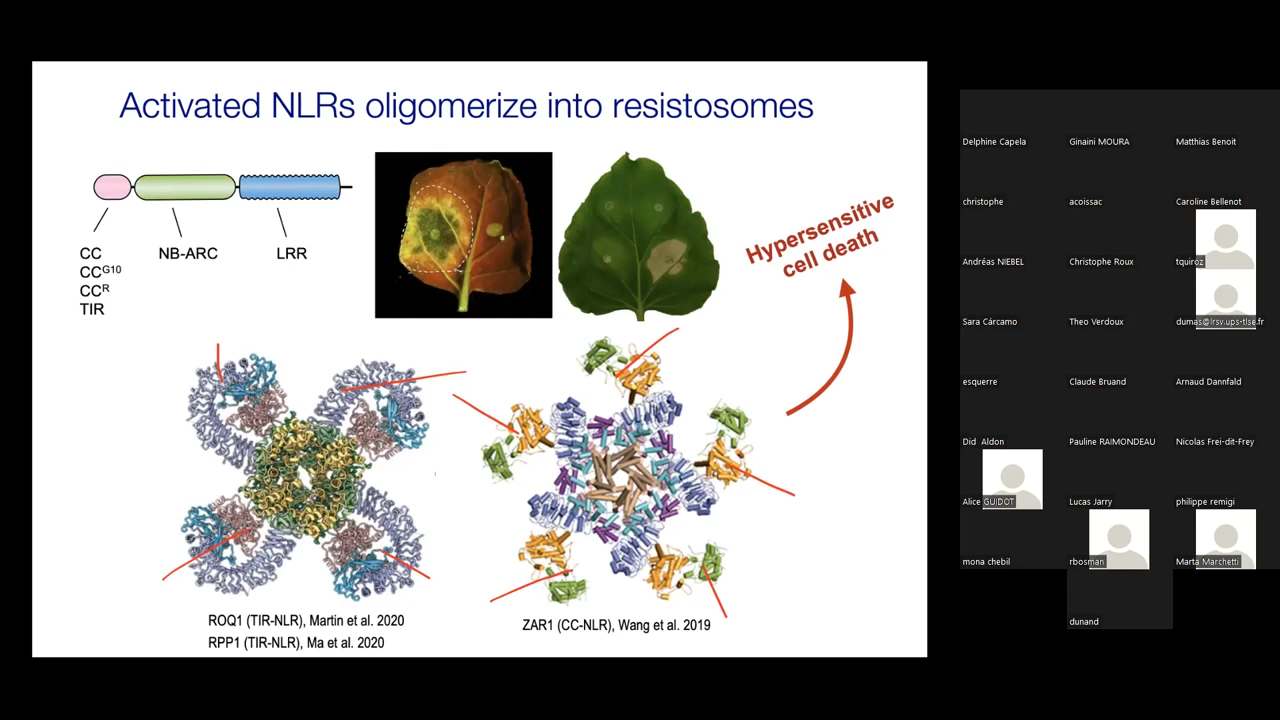 Activated NLRs oligomerize into resistosomes
CC
CCG10
CCR
TIR
NB-ARC
LRR
Hypersensitive
cell death
ROQ1 (TIR-NLR), Martin et al. 2020
RPP1 (TIR-NLR), Ma et al. 2020
ZAR1 (CC-NLR), Wang et al. 2019
Delphine Capela
Ginaini MOURA
Matthias Benoit
christophe
acoissac
Caroline Bellenot
Andréas NIEBEL
Christophe Roux
tquiroz
Sara Cárcamo
Theo Verdoux
dumas@lrsv.ups-tlse.fr
esquerre
Claude Bruand
Arnaud Dannfald
Did Aldon
Pauline RAIMONDEAU
Nicolas Frei-dit-Frey
Alice GUIDOT
Lucas Jarry
philippe remigi
mona chebil
rbosman
Marta Marchetti
dunand